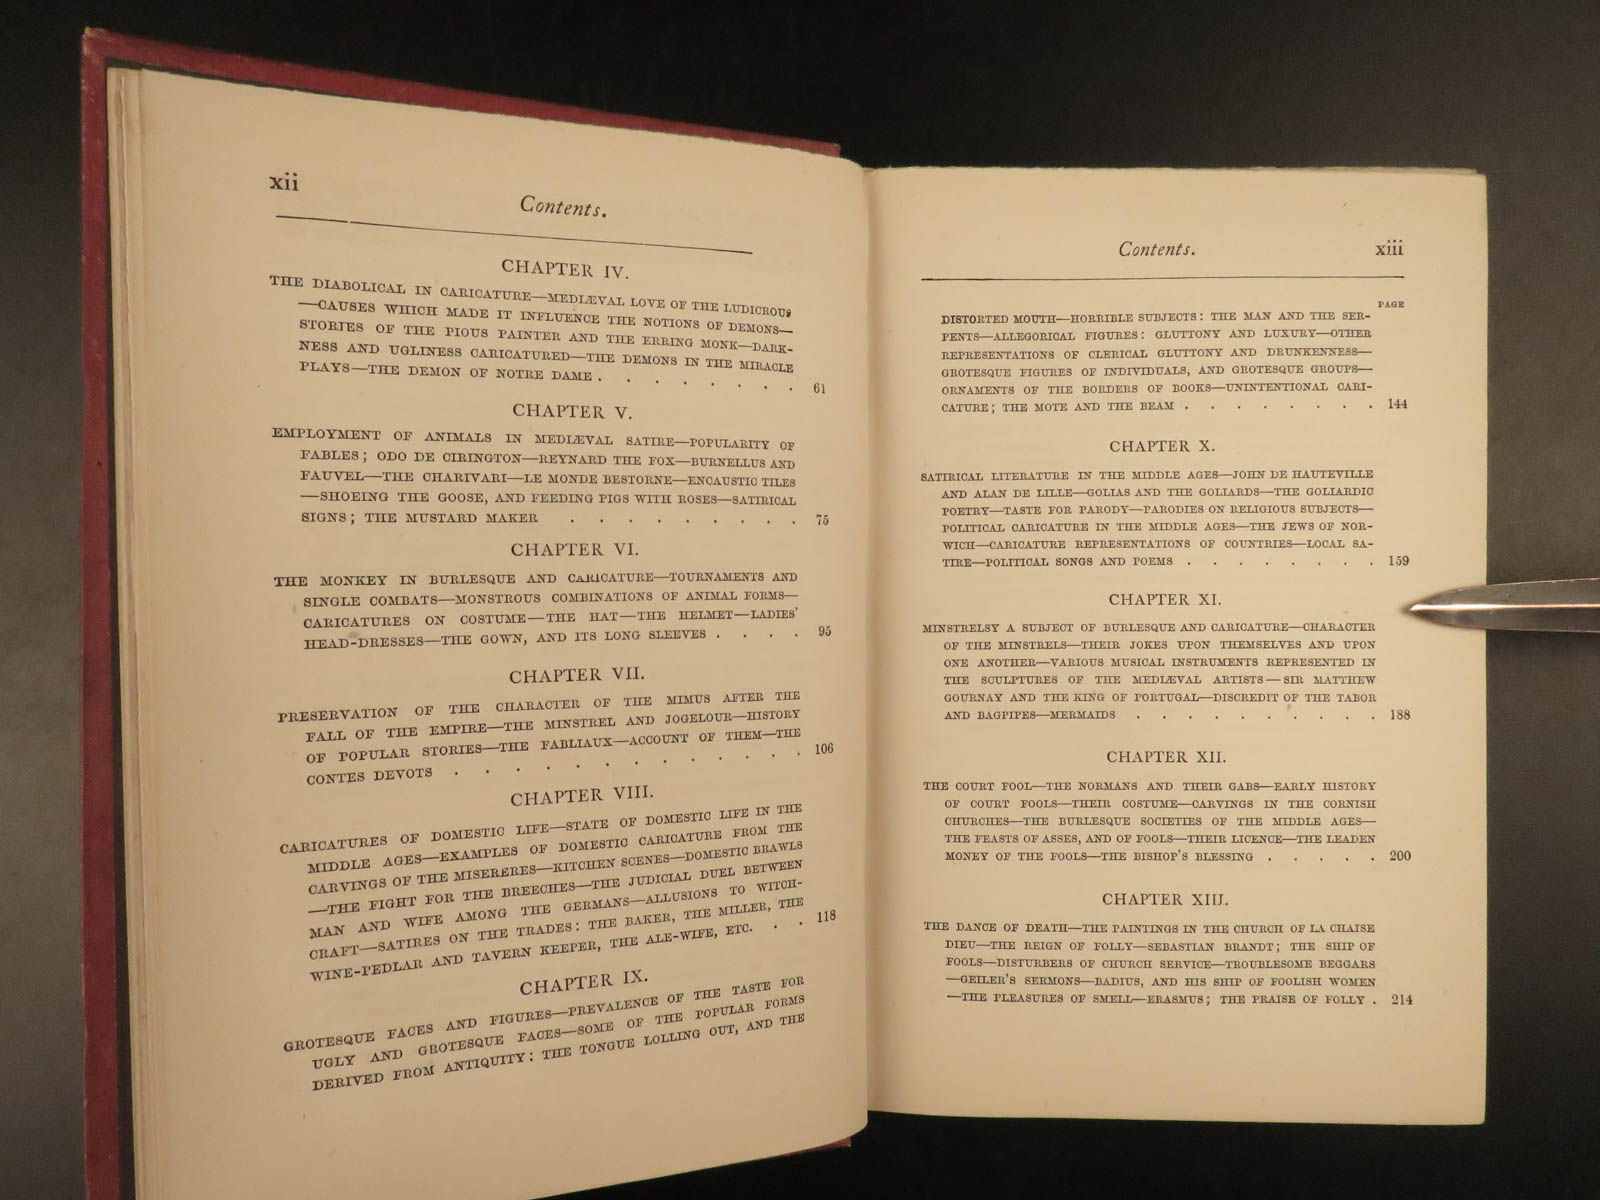 xii
Contents.
CHAPTER IV.
THE DIABOLICAL IN CARICATURE—MEDIÆVAL LOVE OF THE LUDICROUS
—CAUSES WHICH MADE IT INFLUENCE THE NOTIONS OF DEMONS—
STORIES OF THE PIOUS PAINTER AND THE ERRING MONK—DARK-
NESS AND UGLINESS CARICATURED—THE DEMONS IN THE MIRACLE
PLAYS—THE DEMON OF NOTRE DAME . . . . . . . . 61
CHAPTER V.
EMPLOYMENT OF ANIMALS IN MEDIÆVAL SATIRE—POPULARITY OF
FABLES; ODO DE CIRINGTON—REYNARD THE FOX—BURNELLUS AND
FAUVEL—THE CHARIVARI—LE MONDE BESTORNE—ENCAUSTIC TILES
—SHOEING THE GOOSE, AND FEEDING PIGS WITH ROSES—SATIRICAL
SIGNS; THE MUSTARD MAKER . . . . . . . . . 75
CHAPTER VI.
THE MONKEY IN BURLESQUE AND CARICATURE—TOURNAMENTS AND
SINGLE COMBATS—MONSTROUS COMBINATIONS OF ANIMAL FORMS—
CARICATURES ON COSTUME—THE HAT—THE HELMET—LADIES'
HEAD-DRESSES—THE GOWN, AND ITS LONG SLEEVES . . . . 95
CHAPTER VII.
PRESERVATION OF THE CHARACTER OF THE MIMUS AFTER THE
FALL OF THE EMPIRE—THE MINSTREL AND JOGELOUR—HISTORY
OF POPULAR STORIES—THE FABLIAUX—ACCOUNT OF THEM—THE
CONTES DEVOTS . . . . . . . . . . . . 106
CHAPTER VIII.
CARICATURES OF DOMESTIC LIFE—STATE OF DOMESTIC LIFE IN THE
MIDDLE AGES—EXAMPLES OF DOMESTIC CARICATURE FROM THE
CARVINGS OF THE MISERERES—KITCHEN SCENES—DOMESTIC BRAWLS
—THE FIGHT FOR THE BREECHES—THE JUDICIAL DUEL BETWEEN
MAN AND WIFE AMONG THE GERMANS—ALLUSIONS TO WITCH-
CRAFT—SATIRES ON THE TRADES: THE BAKER, THE MILLER, THE
WINE-PEDLAR AND TAVERN KEEPER, THE ALE-WIFE, ETC. . . 118
CHAPTER IX.
GROTESQUE FACES AND FIGURES—PREVALENCE OF THE TASTE FOR
UGLY AND GROTESQUE FACES—SOME OF THE POPULAR FORMS
DERIVED FROM ANTIQUITY: THE TONGUE LOLLING OUT, AND THE
Contents. xiii
PAGE
DISTORTED MOUTH—HORRIBLE SUBJECTS: THE MAN AND THE SER-
PENTS—ALLEGORICAL FIGURES: GLUTTONY AND LUXURY—OTHER
REPRESENTATIONS OF CLERICAL GLUTTONY AND DRUNKENNESS—
GROTESQUE FIGURES OF INDIVIDUALS, AND GROTESQUE GROUPS—
ORNAMENTS OF THE BORDERS OF BOOKS—UNINTENTIONAL CARI-
CATURE; THE MOTE AND THE BEAM . . . . . . . . 144
CHAPTER X.
SATIRICAL LITERATURE IN THE MIDDLE AGES—JOHN DE HAUTEVILLE
AND ALAN DE LILLE—GOLIAS AND THE GOLIARDS—THE GOLIARDIC
POETRY—TASTE FOR PARODY—PARODIES ON RELIGIOUS SUBJECTS—
POLITICAL CARICATURE IN THE MIDDLE AGES—THE JEWS OF NOR-
WICH—CARICATURE REPRESENTATIONS OF COUNTRIES—LOCAL SA-
TIRE—POLITICAL SONGS AND POEMS . . . . . . . . 159
CHAPTER XI.
MINSTRELSY A SUBJECT OF BURLESQUE AND CARICATURE—CHARACTER
OF THE MINSTRELS—THEIR JOKES UPON THEMSELVES AND UPON
ONE ANOTHER—VARIOUS MUSICAL INSTRUMENTS REPRESENTED IN
THE SCULPTURES OF THE MEDIÆVAL ARTISTS—SIR MATTHEW
GOURNAY AND THE KING OF PORTUGAL—DISCREDIT OF THE TABOR
AND BAGPIPES—MERMAIDS . . . . . . . . . . 188
CHAPTER XII.
THE COURT FOOL—THE NORMANS AND THEIR GABS—EARLY HISTORY
OF COURT FOOLS—THEIR COSTUME—CARVINGS IN THE CORNISH
CHURCHES—THE BURLESQUE SOCIETIES OF THE MIDDLE AGES—
THE FEASTS OF ASSES, AND OF FOOLS—THEIR LICENCE—THE LEADEN
MONEY OF THE FOOLS—THE BISHOP'S BLESSING . . . . . 200
CHAPTER XIII.
THE DANCE OF DEATH—THE PAINTINGS IN THE CHURCH OF LA CHAISE
DIEU—THE REIGN OF FOLLY—SEBASTIAN BRANDT; THE SHIP OF
FOOLS—DISTURBERS OF CHURCH SERVICE—TROUBLESOME BEGGARS
—GEILER'S SERMONS—BADIUS, AND HIS SHIP OF FOOLISH WOMEN
—THE PLEASURES OF SMELL—ERASMUS; THE PRAISE OF FOLLY . 214